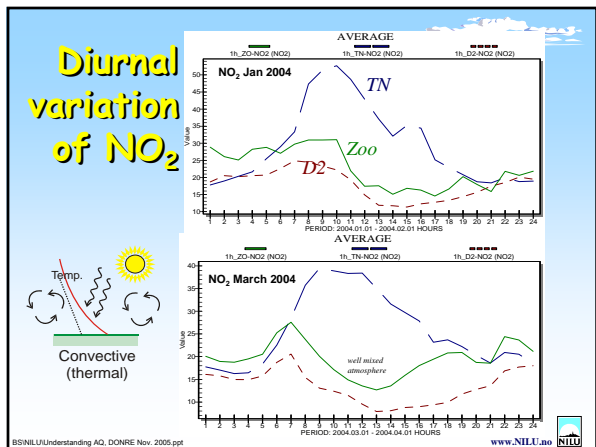 Diurnal
variation
of NO2
AVERAGE
1h_ZO-NO2 (NO2) 1h_TN-NO2 (NO2) 1h_D2-NO2 (NO2)
NO2 Jan 2004
TN
Zoo
D2
Value
50
45
40
35
30
25
20
15
10
1 2 3 4 5 6 7 8 9 10 11 12 13 14 15 16 17 18 19 20 21 22 23 24
PERIOD: 2004.01.01 - 2004.02.01 HOURS
AVERAGE
1h_ZO-NO2 (NO2) 1h_TN-NO2 (NO2) 1h_D2-NO2 (NO2)
NO2 March 2004
well mixed
atmosphere
Value
40
35
30
25
20
15
10
1 2 3 4 5 6 7 8 9 10 11 12 13 14 15 16 17 18 19 20 21 22 23 24
PERIOD: 2004.03.01 - 2004.04.01 HOURS
Temp.
Convective
(thermal)
BS\NILU\Understanding AQ, DONRE Nov. 2005.ppt
www.NILU.no
NILU